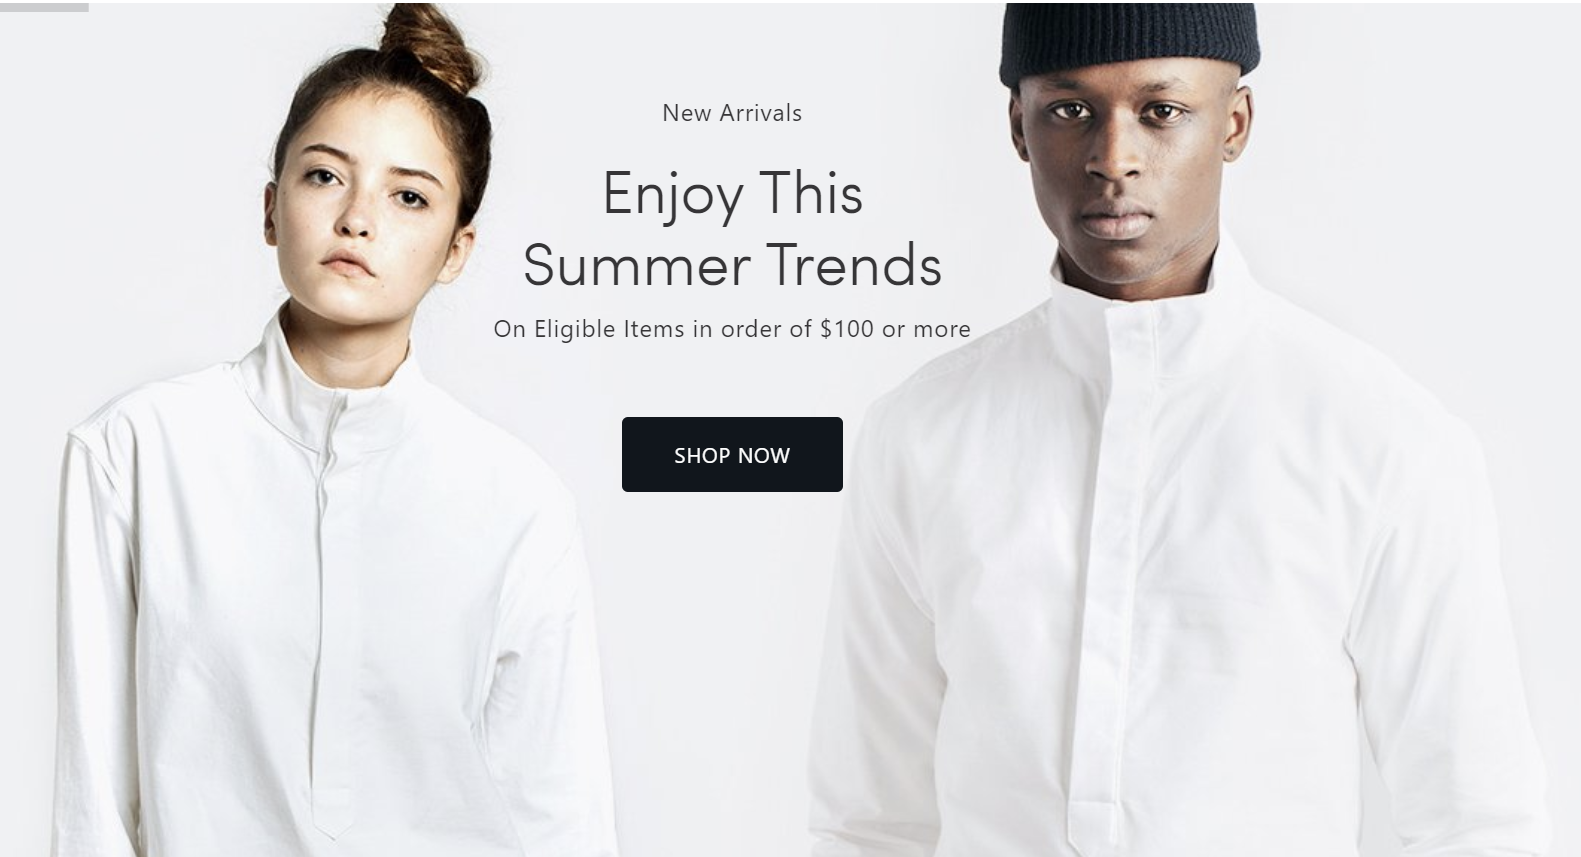 New Arrivals
Enjoy This
Summer Trends
On Eligible Items in order of $100 or more
SHOP NOW